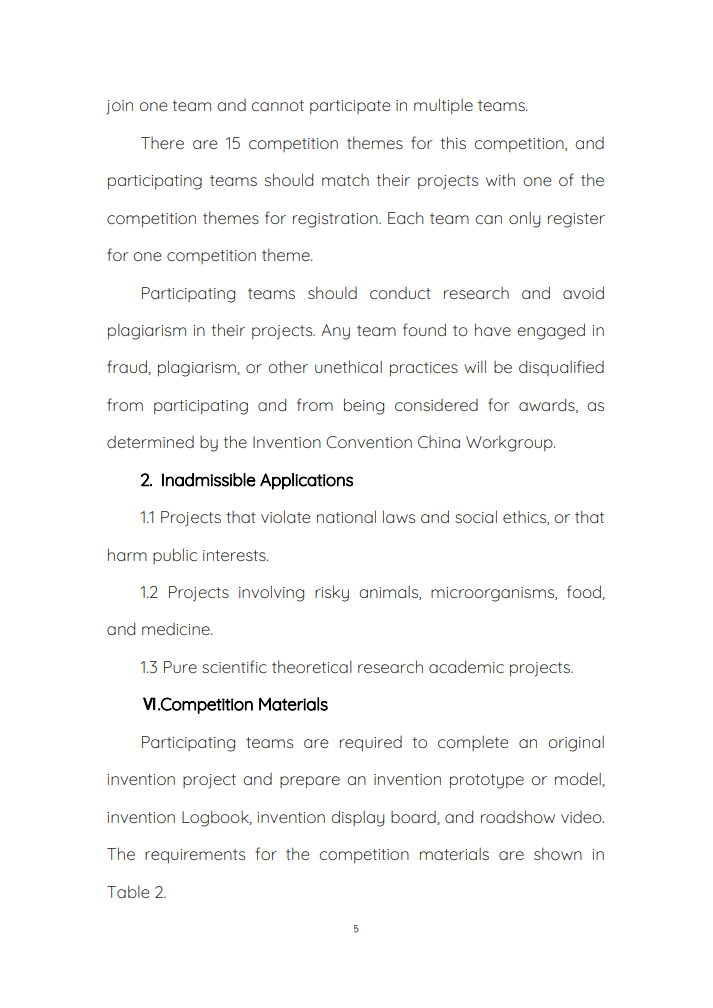 join one team and cannot participate in multiple teams.
There are 15 competition themes for this competition, and
participating teams should match their projects with one of the
competition themes for registration. Each team can only register
for one competition theme.
Participating teams should conduct research and avoid
plagiarism in their projects. Any team found to have engaged in
fraud, plagiarism, or other unethical practices will be disqualified
from participating and from being considered for awards, as
determined by the Invention Convention China Workgroup.
2. Inadmissible Applications
1.1 Projects that violate national laws and social ethics, or that
harm public interests.
1.2 Projects involving risky animals, microorganisms, food,
and medicine.
1.3 Pure scientific theoretical research academic projects.
Ⅵ.Competition Materials
Participating teams are required to complete an original
invention project and prepare an invention prototype or model,
invention Logbook, invention display board, and roadshow video.
The requirements for the competition materials are shown in
Table 2.
5